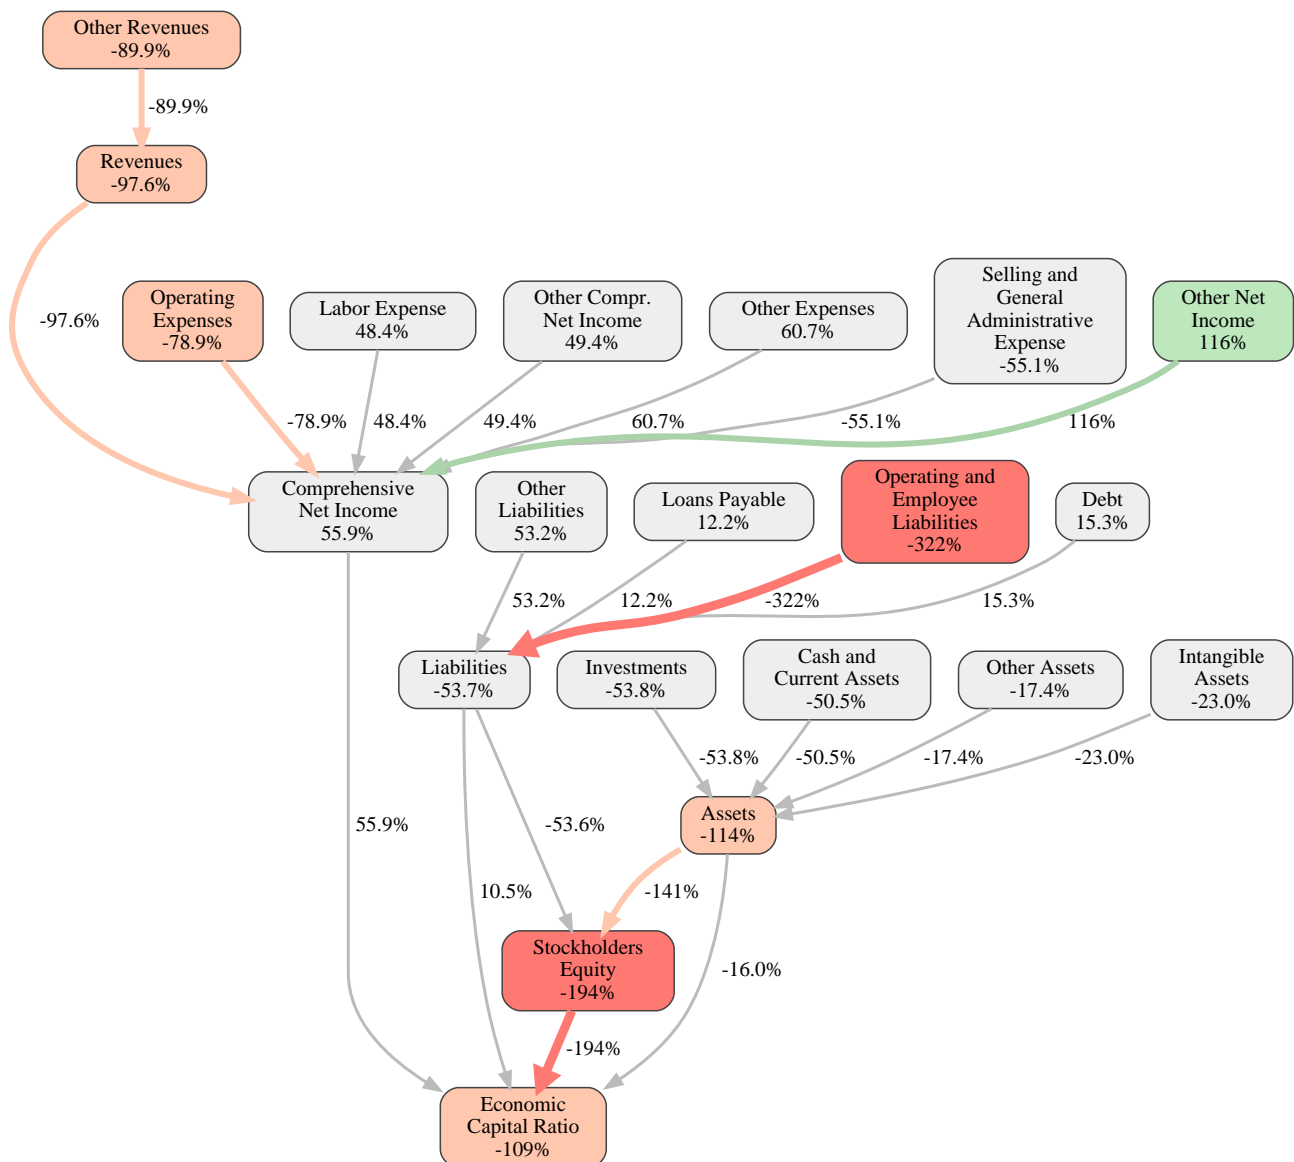 Other Revenues
-89.9%
-89.9%
Revenues
-97.6%
-97.6%
Operating
Expenses
-78.9%
Labor Expense
48.4%
Other Compr.
Net Income
49.4%
Other Expenses
60.7%
Selling and
General
Administrative
Expense
-55.1%
Other Net
Income
116%
-78.9%
48.4%
49.4%
60.7%
-55.1%
116%
Comprehensive
Net Income
55.9%
Other
Liabilities
53.2%
Loans Payable
12.2%
Operating and
Employee
Liabilities
-322%
Debt
15.3%
53.2%
12.2%
-322%
15.3%
Liabilities
-53.7%
Investments
-53.8%
Cash and
Current Assets
-50.5%
Other Assets
-17.4%
Intangible
Assets
-23.0%
-53.8%
-50.5%
-17.4%
-23.0%
55.9%
-53.6%
Assets
-114%
10.5%
-141%
Stockholders
Equity
-194%
-16.0%
-194%
Economic
Capital Ratio
-109%